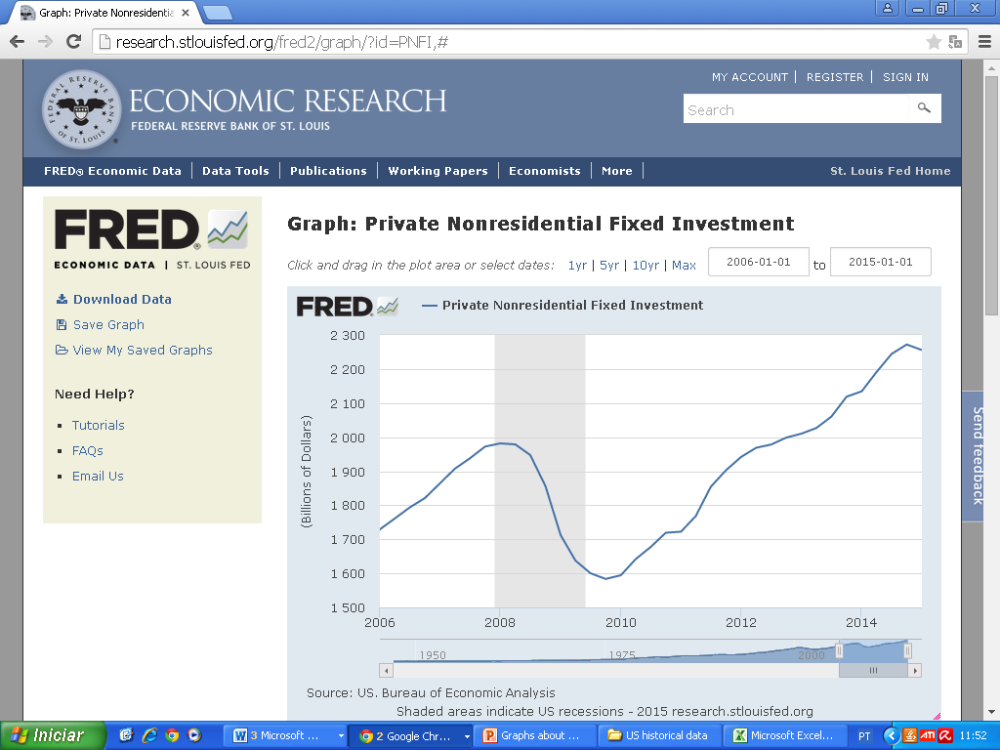 Graph: Private Nonresidentia
research.stlouisfed.org/fred2/graph/?id=PNFI,#
MY ACCOUNT | REGISTER | SIGN IN
FEDERAL RESERVE BANK OF ST. LOUIS
ECONOMIC RESEARCH
FEDERAL RESERVE BANK OF ST. LOUIS
Search
FRED® Economic Data | Data Tools | Publications | Working Papers | Economists | More | St. Louis Fed Home
FRED®
ECONOMIC DATA | ST. LOUIS FED
Download Data
Save Graph
View My Saved Graphs
Need Help?
Tutorials
FAQs
Email Us
Graph: Private Nonresidential Fixed Investment
Click and drag in the plot area or select dates: 1yr | 5yr | 10yr | Max 2006-01-01 to 2015-01-01
FRED Private Nonresidential Fixed Investment
2 300
2 200
2 100
2 000
1 900
1 800
1 700
1 600
1 500
(Billions of Dollars)
2006 2008 2010 2012 2014
1950 1975 2000
Source: US. Bureau of Economic Analysis
Shaded areas indicate US recessions - 2015 research.stlouisfed.org
Send feedback
Iniciar 3 Microsoft ... 2 Google Chr... Graphs about ... US historical data Microsoft Excel... PT ATI 11:52